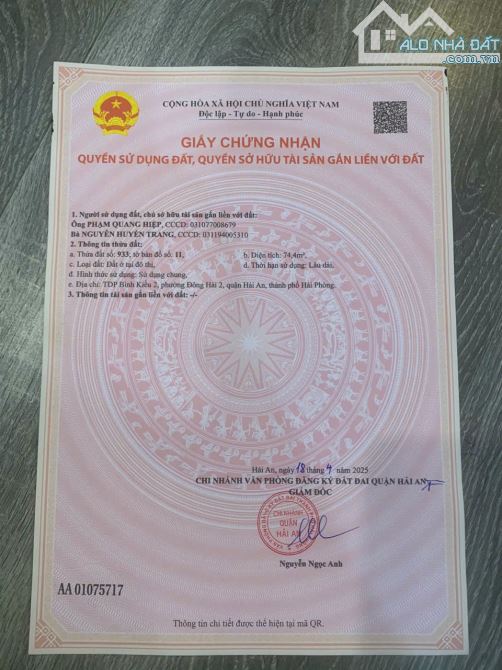 ALO NHÀ ĐẤT
.com.vn
CỘNG HÒA XÃ HỘI CHỦ NGHĨA VIỆT NAM
Độc lập - Tự do - Hạnh phúc
GIẤY CHỨNG NHẬN
QUYỀN SỬ DỤNG ĐẤT, QUYỀN SỞ HỮU TÀI SẢN GẮN LIỀN VỚI ĐẤT
1. Người sử dụng đất, chủ sở hữu tài sản gắn liền với đất:
Ông PHẠM QUANG HIỆP, CCCD: 031077008679
Bà NGUYỄN HUYỀN TRANG, CCCD: 031194005310
2. Thông tin thửa đất:
a. Thửa đất số: 933, tờ bản đồ số: 11, b. Diện tích: 74,4m².
c. Loại đất: Đất ở tại đô thị, d. Thời hạn sử dụng: Lâu dài.
đ. Hình thức sử dụng: Sử dụng chung,
e. Địa chỉ: TDP Bình Kiều 2, phường Đông Hải 2, quận Hải An, thành phố Hải Phòng.
3. Thông tin tài sản gắn liền với đất: -/-
Hải An, ngày 18 tháng 4 năm 2025
CHI NHÁNH VĂN PHÒNG ĐĂNG KÝ ĐẤT ĐAI QUẬN HẢI AN
GIÁM ĐỐC
CHI NHÁNH
QUẬN
HẢI AN
Nguyễn Ngọc Anh
AA 01075717
Thông tin chi tiết được thể hiện tại mã QR.